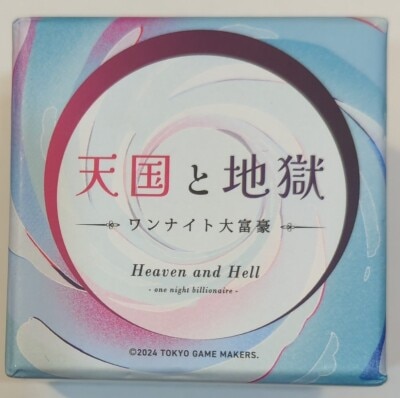 天国と地獄
ワンナイト大富豪
Heaven and Hell
- one night billionaire -
©2024 TOKYO GAME MAKERS.